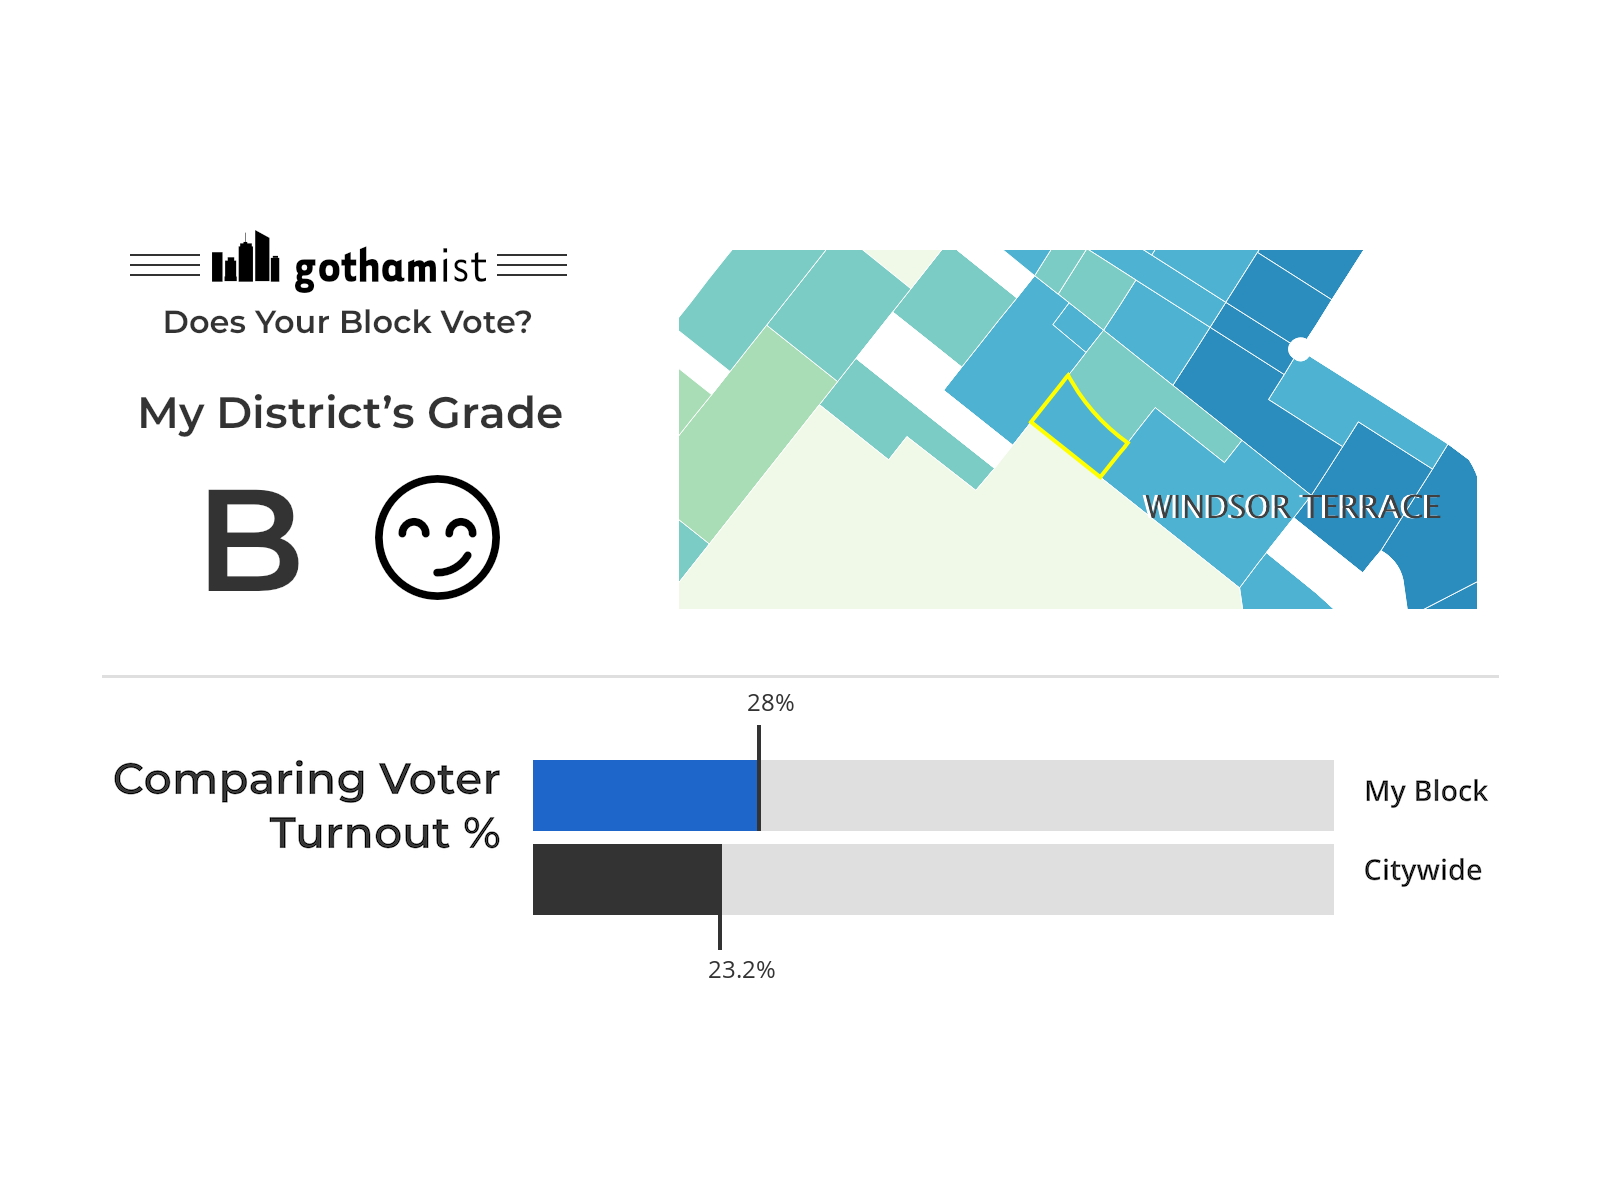 gothamist
Does Your Block Vote?
My District's Grade
B
WINDSOR TERRACE
28%
Comparing Voter
Turnout %
My Block
Citywide
23.2%